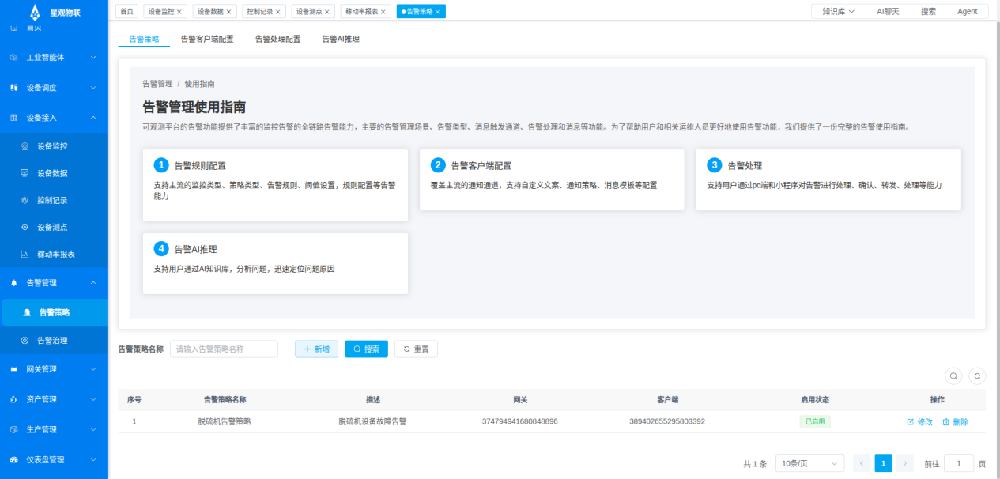 星观物联
首页
工业智能体
设备调度
设备接入
设备监控
设备数据
控制记录
设备测点
稼动率报表
告警管理
告警策略
告警治理
网关管理
资产管理
生产管理
仪表盘管理
首页 设备监控 × 设备数据 × 控制记录 × 设备测点 × 稼动率报表 × 告警策略 × 知识库 AI聊天 搜索 Agent
告警策略 告警客户端配置 告警处理配置 告警AI推理
告警管理 / 使用指南
告警管理使用指南
可观测平台的告警功能提供了丰富的监控告警的全链路告警能力，主要的告警管理场景、告警类型、消息触发通道、告警处理和消息等功能。为了帮助用户和相关运维人员更好地使用告警功能，我们提供了一份完整的告警使用指南。
1 告警规则配置
支持主流的监控类型、策略类型、告警规则、阈值设置，规则配置等告警
能力
2 告警客户端配置
覆盖主流的通知通道，支持自定义文案、通知策略、消息模板等配置
3 告警处理
支持用户通过pc端和小程序对告警进行处理、确认、转发、处理等能力
4 告警AI推理
支持用户通过AI知识库，分析问题，迅速定位问题原因
告警策略名称 请输入告警策略名称 + 新增 搜索 重置
序号 告警策略名称 描述 网关 客户端 启用状态 操作
1 脱硫机告警策略 脱硫机设备故障告警 374794941680848896 389402655295803392 已启用 修改 删除
共 1 条 10条/页 < 1 > 前往 1 页